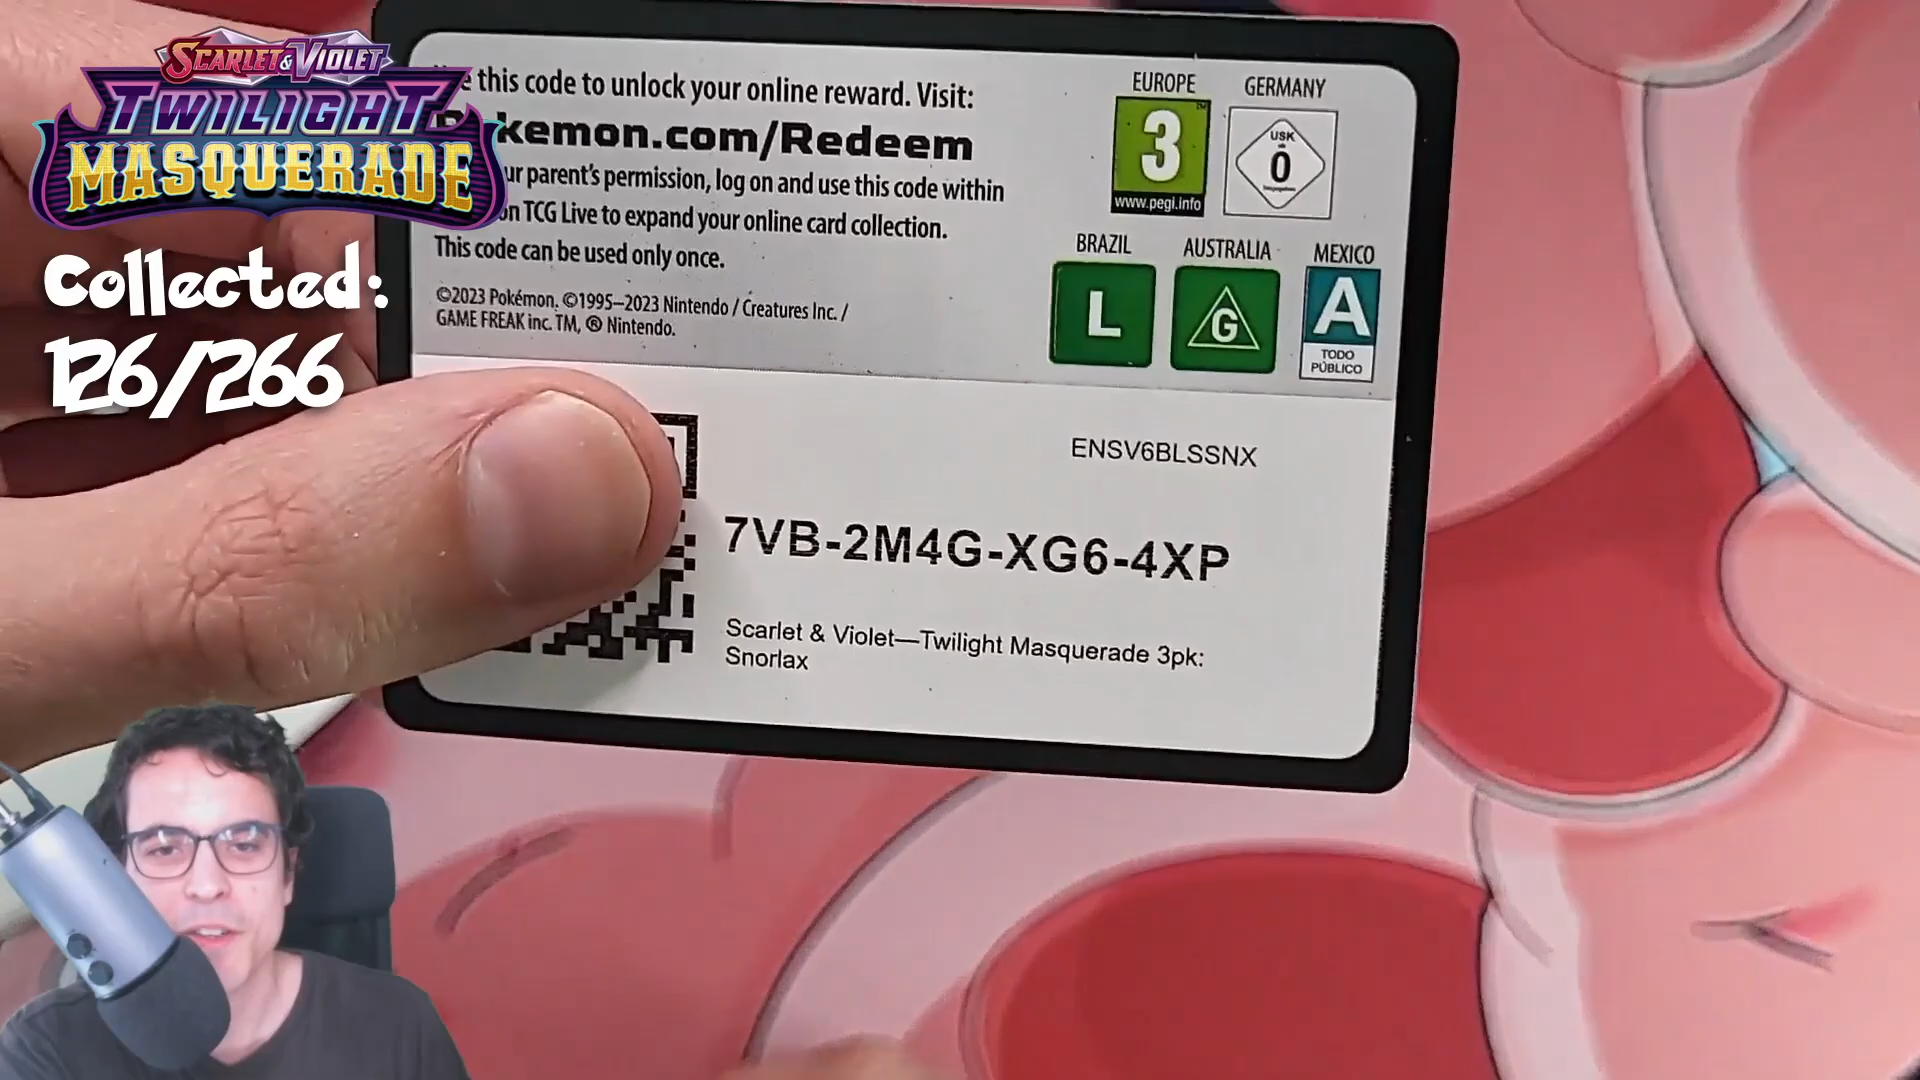 SCARLET & VIOLET
TWILIGHT
MASQUERADE
Collected:
126/266
this code to unlock your online reward. Visit:
kemon.com/Redeem
parent's permission, log on and use this code within
TCG Live to expand your online card collection.
This code can be used only once.
©2023 Pokémon. ©1995–2023 Nintendo / Creatures Inc. /
GAME FREAK inc. TM, ® Nintendo.
EUROPE
GERMANY
3
www.pegi.info
USK
0
BRAZIL
AUSTRALIA
MEXICO
L
G
A
TODO
PÚBLICO
ENSV6BLSSNX
7VB-2M4G-XG6-4XP
Scarlet & Violet—Twilight Masquerade 3pk:
Snorlax